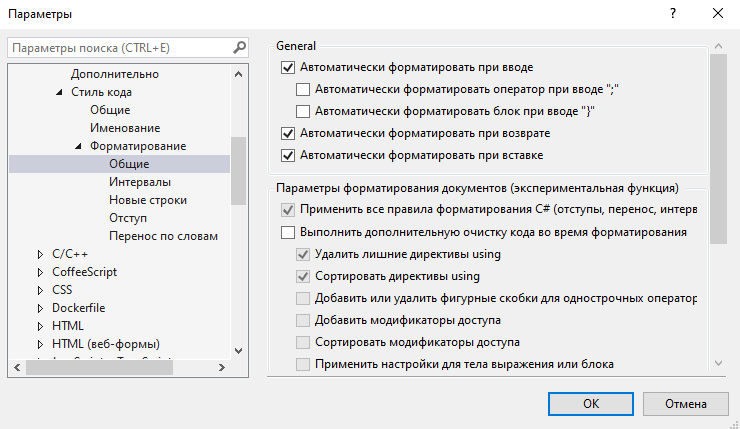 Параметры
Параметры поиска (CTRL+E)
Дополнительно
Стиль кода
Общие
Именование
Форматирование
Общие
Интервалы
Новые строки
Отступ
Перенос по словам
C/C++
CoffeeScript
CSS
Dockerfile
HTML
HTML (веб-формы)
General
Автоматически форматировать при вводе
Автоматически форматировать оператор при вводе ";"
Автоматически форматировать блок при вводе "}"
Автоматически форматировать при возврате
Автоматически форматировать при вставке
Параметры форматирования документов (экспериментальная функция)
Применить все правила форматирования C# (отступы, перенос, интерв
Выполнить дополнительную очистку кода во время форматирования
Удалить лишние директивы using
Сортировать директивы using
Добавить или удалить фигурные скобки для однострочных оператор
Добавить модификаторы доступа
Сортировать модификаторы доступа
Применить настройки для тела выражения или блока
OK
Отмена